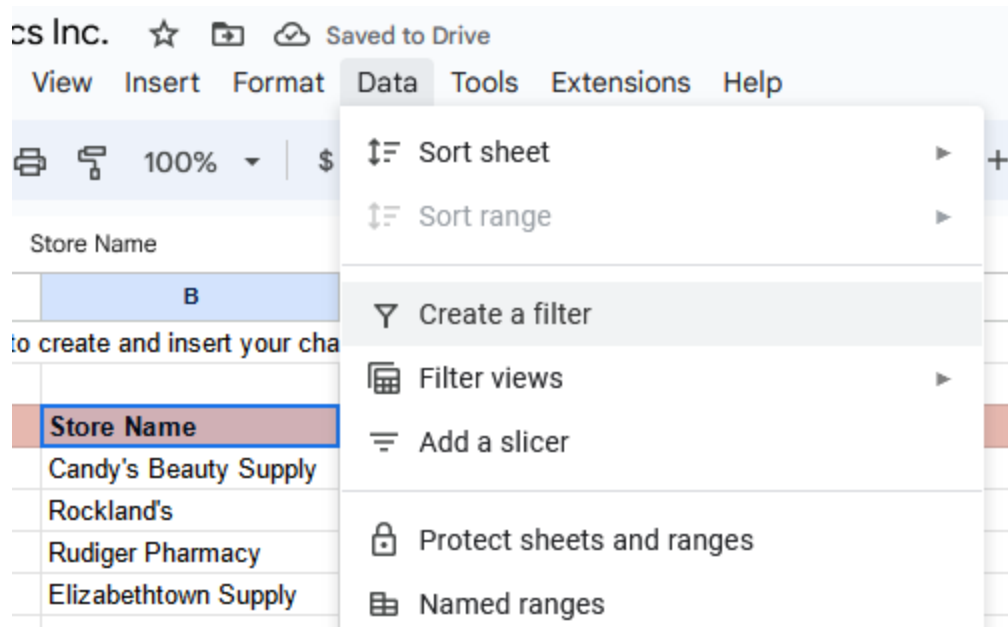 cs Inc. Saved to Drive
View Insert Format Data Tools Extensions Help
100% $
Sort sheet
Sort range
Store Name
B
Create a filter
to create and insert your cha
Filter views
Store Name
Add a slicer
Candy's Beauty Supply
Rockland's
Protect sheets and ranges
Rudiger Pharmacy
Elizabethtown Supply
Named ranges